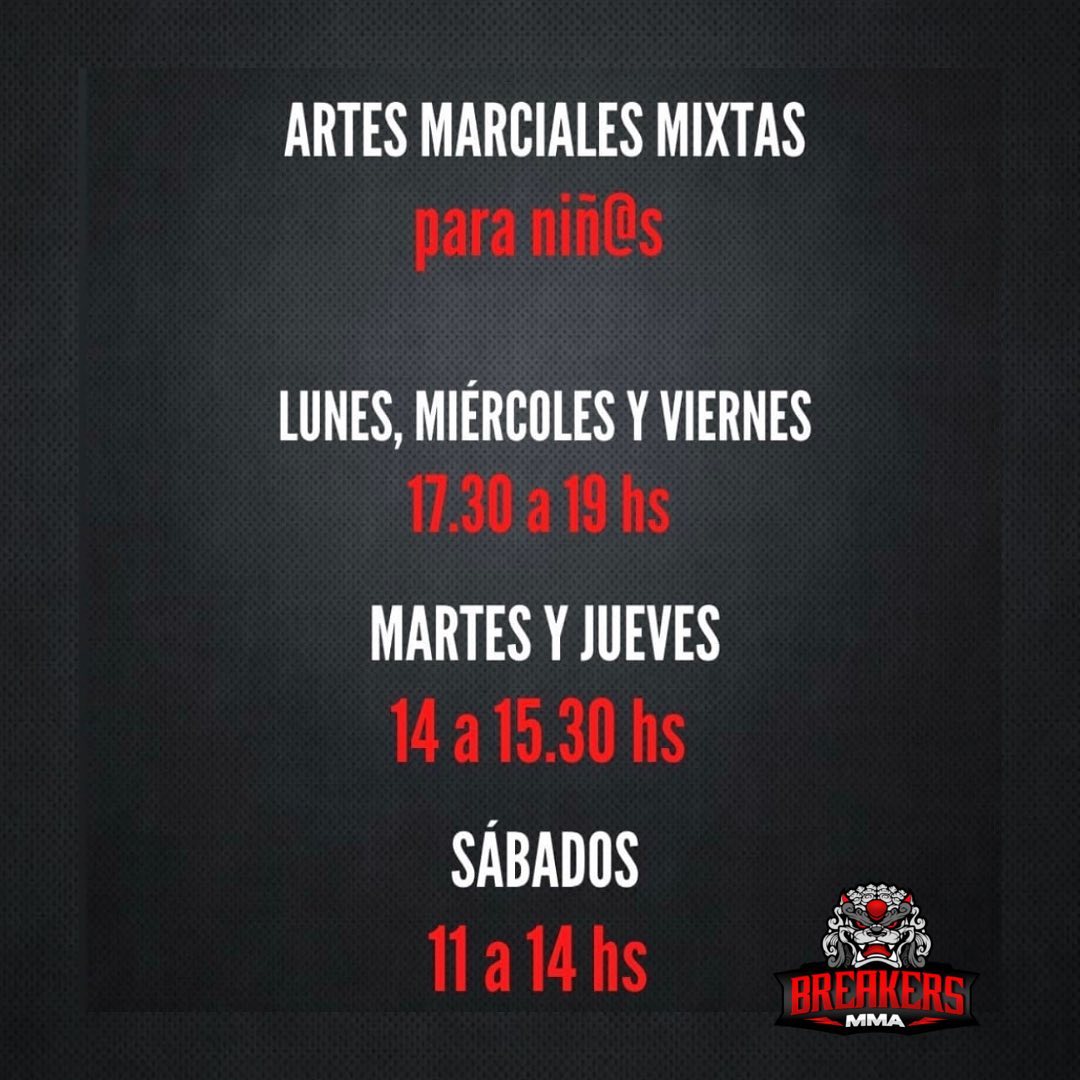 ARTES MARCIALES MIXTAS
para niñ@s
LUNES, MIÉRCOLES Y VIERNES
17.30 a 19 hs
MARTES Y JUEVES
14 a 15.30 hs
SÁBADOS
11 a 14 hs
BREAKERS
MMA